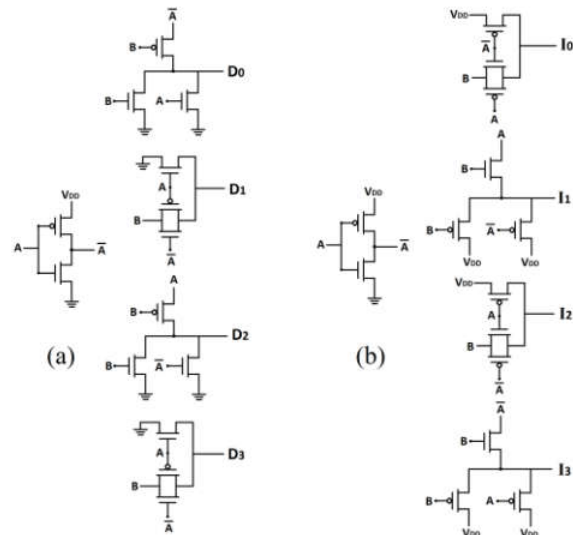 A̅
B
D0
B A
A D1
B
A̅
VDD
A A̅
A
B
D2
B A̅
(a)
A D3
B
A̅
VDD
A̅ I0
B
A
A
B
I1
B A̅
VDD VDD
VDD
A A̅
VDD
A I2
B
A̅
(b)
A̅
B
I3
B A
VDD VDD